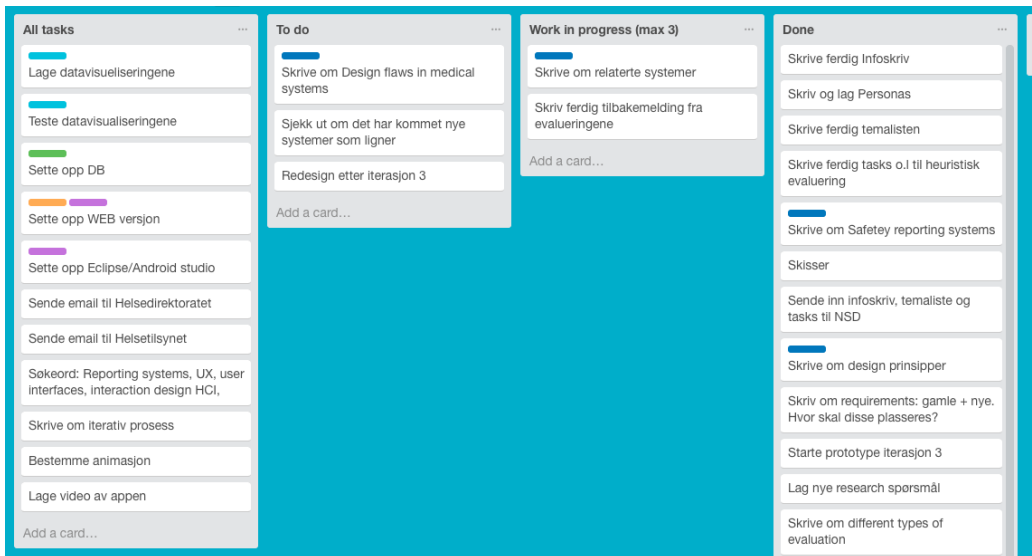 All tasks
Lage datavisueliseringene
Teste datavisualiseringene
Sette opp DB
Sette opp WEB versjon
Sette opp Eclipse/Android studio
Sende email til Helsedirektoratet
Sende email til Helsetilsynet
Søkeord: Reporting systems, UX, user
interfaces, interaction design HCI,
Skrive om iterativ prosess
Bestemme animasjon
Lage video av appen
Add a card…
To do
Skrive om Design flaws in medical
systems
Sjekk ut om det har kommet nye
systemer som ligner
Redesign etter iterasjon 3
Add a card…
Work in progress (max 3)
Skrive om relaterte systemer
Skriv ferdig tilbakemelding fra
evalueringene
Add a card…
Done
Skrive ferdig Infoskriv
Skriv og lag Personas
Skrive ferdig temalisten
Skrive ferdig tasks o.l til heuristisk
evaluering
Skrive om Safetey reporting systems
Skisser
Sende inn infoskriv, temaliste og
tasks til NSD
Skrive om design prinsipper
Skriv om requirements: gamle + nye.
Hvor skal disse plasseres?
Starte prototype iterasjon 3
Lag nye research spørsmål
Skrive om different types of
evaluation